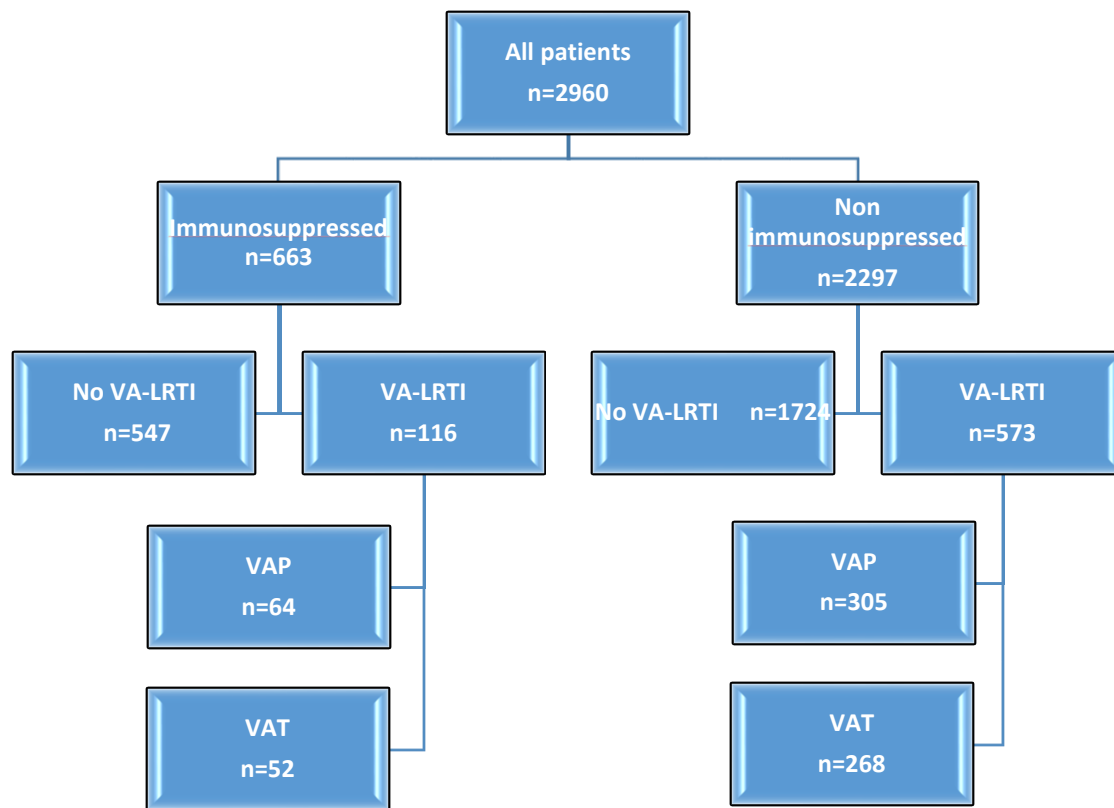 All patients
n=2960
Immunosuppressed
n=663
Non
immunosuppressed
n=2297
No VA-LRTI
n=547
VA-LRTI
n=116
No VA-LRTI n=1724
VA-LRTI
n=573
VAP
n=64
VAP
n=305
VAT
n=52
VAT
n=268